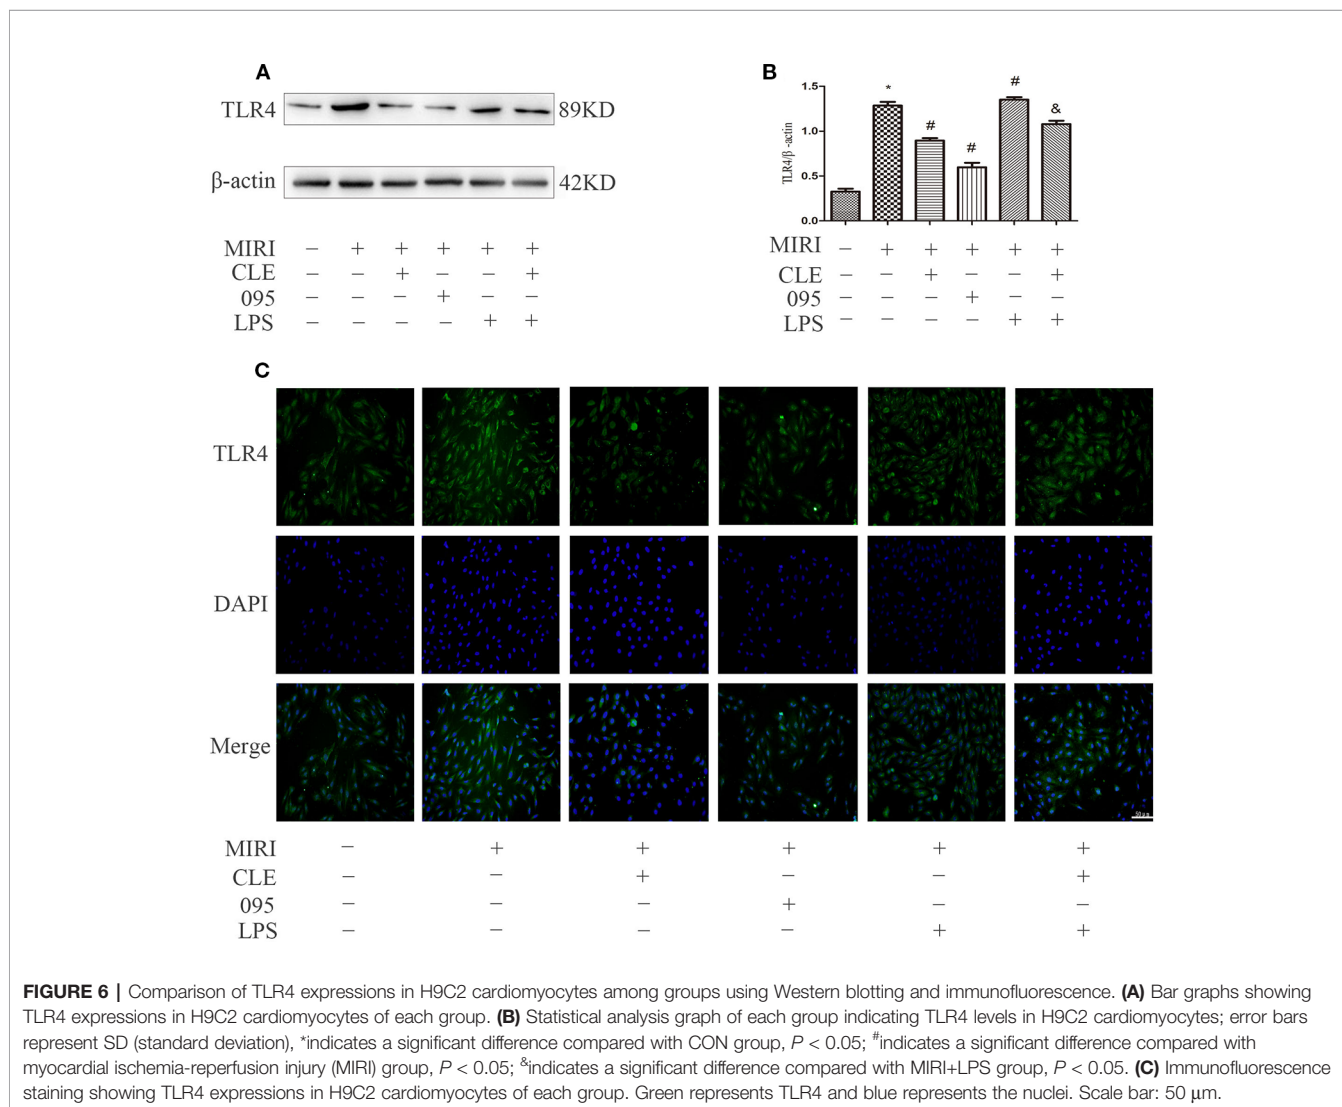 A
TLR4
89KD
β-actin
42KD
MIRI – + + + + +
CLE – – + – – +
095 – – – + – –
LPS – – – – + +
B
TLR4/β -actin
1.5
1.0
0.5
0.0
* # # # &
MIRI – + + + + +
CLE – – + – – +
095 – – – + – –
LPS – – – – + +
C
TLR4
DAPI
Merge
50 μm
MIRI – + + + + +
CLE – – + – – +
095 – – – + – –
LPS – – – – + +
FIGURE 6 | Comparison of TLR4 expressions in H9C2 cardiomyocytes among groups using Western blotting and immunofluorescence. (A) Bar graphs showing
TLR4 expressions in H9C2 cardiomyocytes of each group. (B) Statistical analysis graph of each group indicating TLR4 levels in H9C2 cardiomyocytes; error bars
represent SD (standard deviation), *indicates a significant difference compared with CON group, P < 0.05; #indicates a significant difference compared with
myocardial ischemia-reperfusion injury (MIRI) group, P < 0.05; &indicates a significant difference compared with MIRI+LPS group, P < 0.05. (C) Immunofluorescence
staining showing TLR4 expressions in H9C2 cardiomyocytes of each group. Green represents TLR4 and blue represents the nuclei. Scale bar: 50 μm.